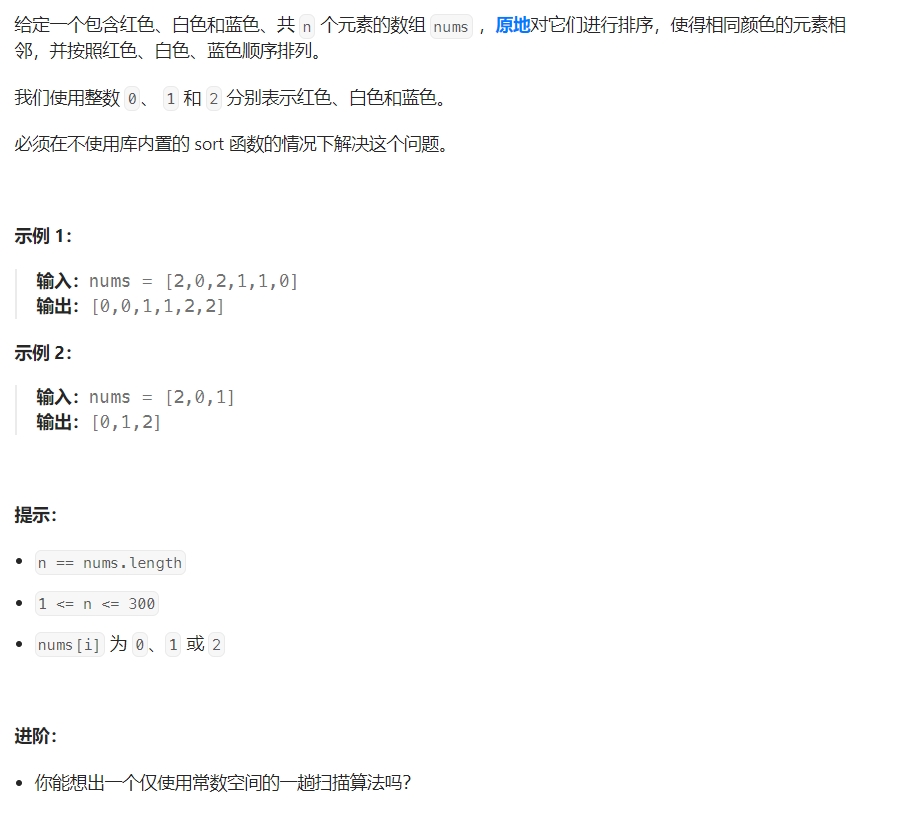 给定一个包含红色、白色和蓝色、共 n 个元素的数组 nums ，原地对它们进行排序，使得相同颜色的元素相
邻，并按照红色、白色、蓝色顺序排列。
我们使用整数 0、 1 和 2 分别表示红色、白色和蓝色。
必须在不使用库内置的 sort 函数的情况下解决这个问题。
示例 1：
输入：nums = [2,0,2,1,1,0]
输出：[0,0,1,1,2,2]
示例 2：
输入：nums = [2,0,1]
输出：[0,1,2]
提示：
• n == nums.length
• 1 <= n <= 300
• nums[i] 为 0、1 或 2
进阶：
• 你能想出一个仅使用常数空间的一趟扫描算法吗？